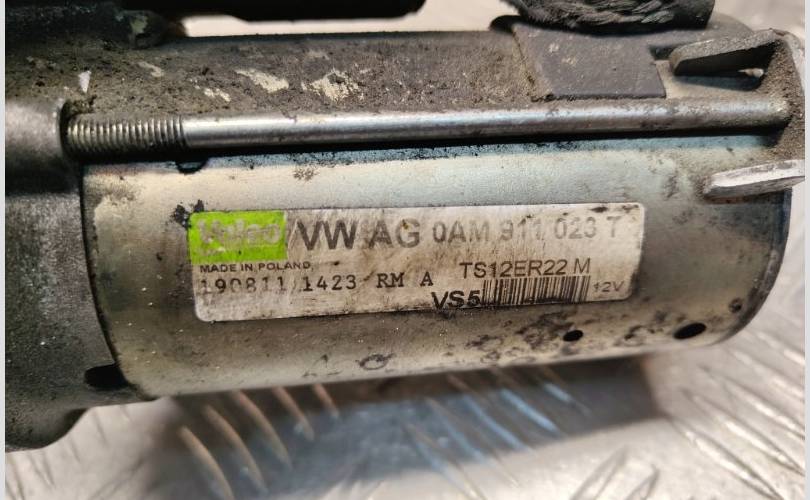 Valeo/VW AG 0AM 911 023 T
MADE IN POLAND
190811 1423 RM A TS12ER22 M
VS5 12V